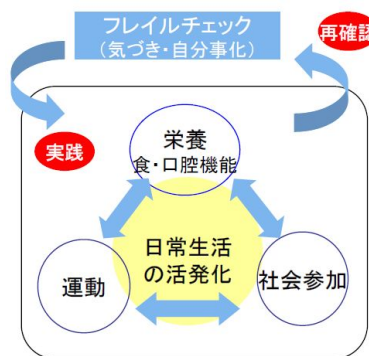 フレイルチェック
(気づき・自分事化)
再確認
実践
栄養
食・口腔機能
日常生活
の活発化
運動
社会参加